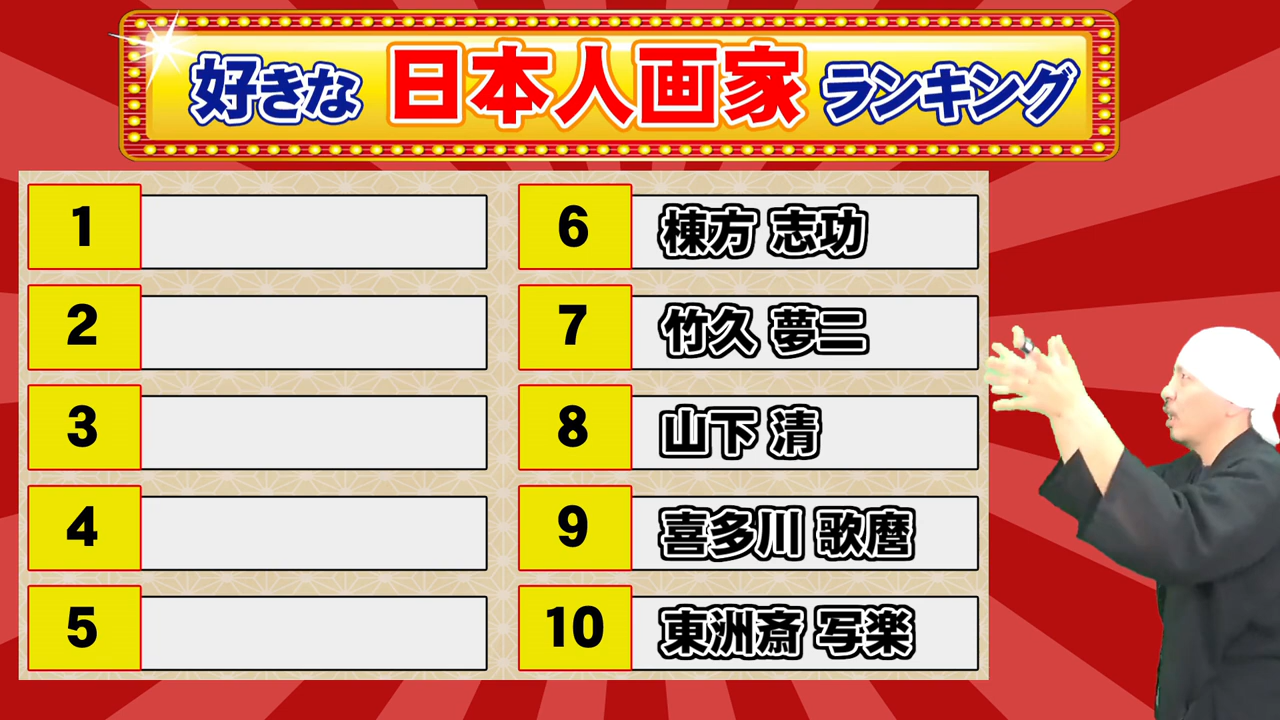 好きな 日本人画家 ランキング
1
2
3
4
5
6 棟方 志功
7 竹久 夢二
8 山下 清
9 喜多川 歌麿
10 東洲斎 写楽